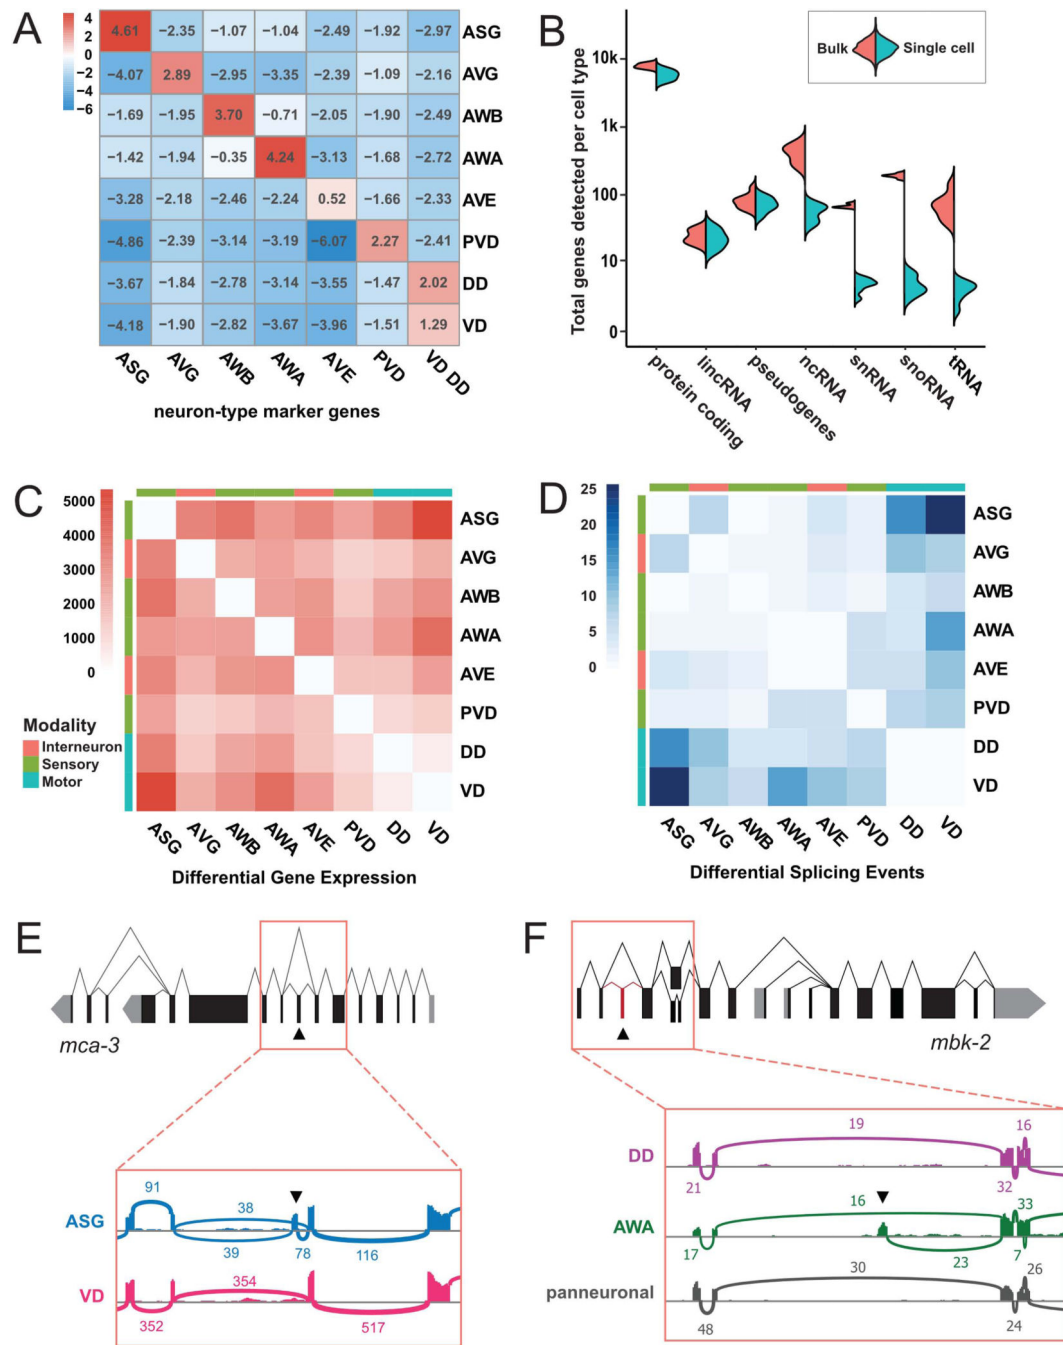 A
4
2
0
−2
−4
−6
4.61 −2.35 −1.07 −1.04 −2.49 −1.92 −2.97 ASG
−4.07 2.89 −2.95 −3.35 −2.39 −1.09 −2.16 AVG
−1.69 −1.95 3.70 −0.71 −2.05 −1.90 −2.49 AWB
−1.42 −1.94 −0.35 4.24 −3.13 −1.68 −2.72 AWA
−3.28 −2.18 −2.46 −2.24 0.52 −1.66 −2.33 AVE
−4.86 −2.39 −3.14 −3.19 −6.07 2.27 −2.41 PVD
−3.67 −1.84 −2.78 −3.14 −3.55 −1.47 2.02 DD
−4.18 −1.90 −2.82 −3.67 −3.96 −1.51 1.29 VD
ASG AVG AWB AWA AVE PVD VD DD
neuron-type marker genes
B
Bulk Single cell
Total genes detected per cell type
10k
1k
100
10
0
protein coding lincRNA pseudogenes ncRNA snRNA snoRNA tRNA
C
5000
4000
3000
2000
1000
0
ASG
AVG
AWB
AWA
AVE
PVD
DD
VD
Modality
Interneuron
Sensory
Motor
ASG AVG AWB AWA AVE PVD DD VD
Differential Gene Expression
D
25
20
15
10
5
0
ASG
AVG
AWB
AWA
AVE
PVD
DD
VD
ASG AVG AWB AWA AVE PVD DD VD
Differential Splicing Events
E
mca-3
ASG
91
38
39
78
116
VD
354
352
517
F
mbk-2
DD
19
16
21
32
AWA
16
33
17
23
7
panneuronal
30
26
48
24